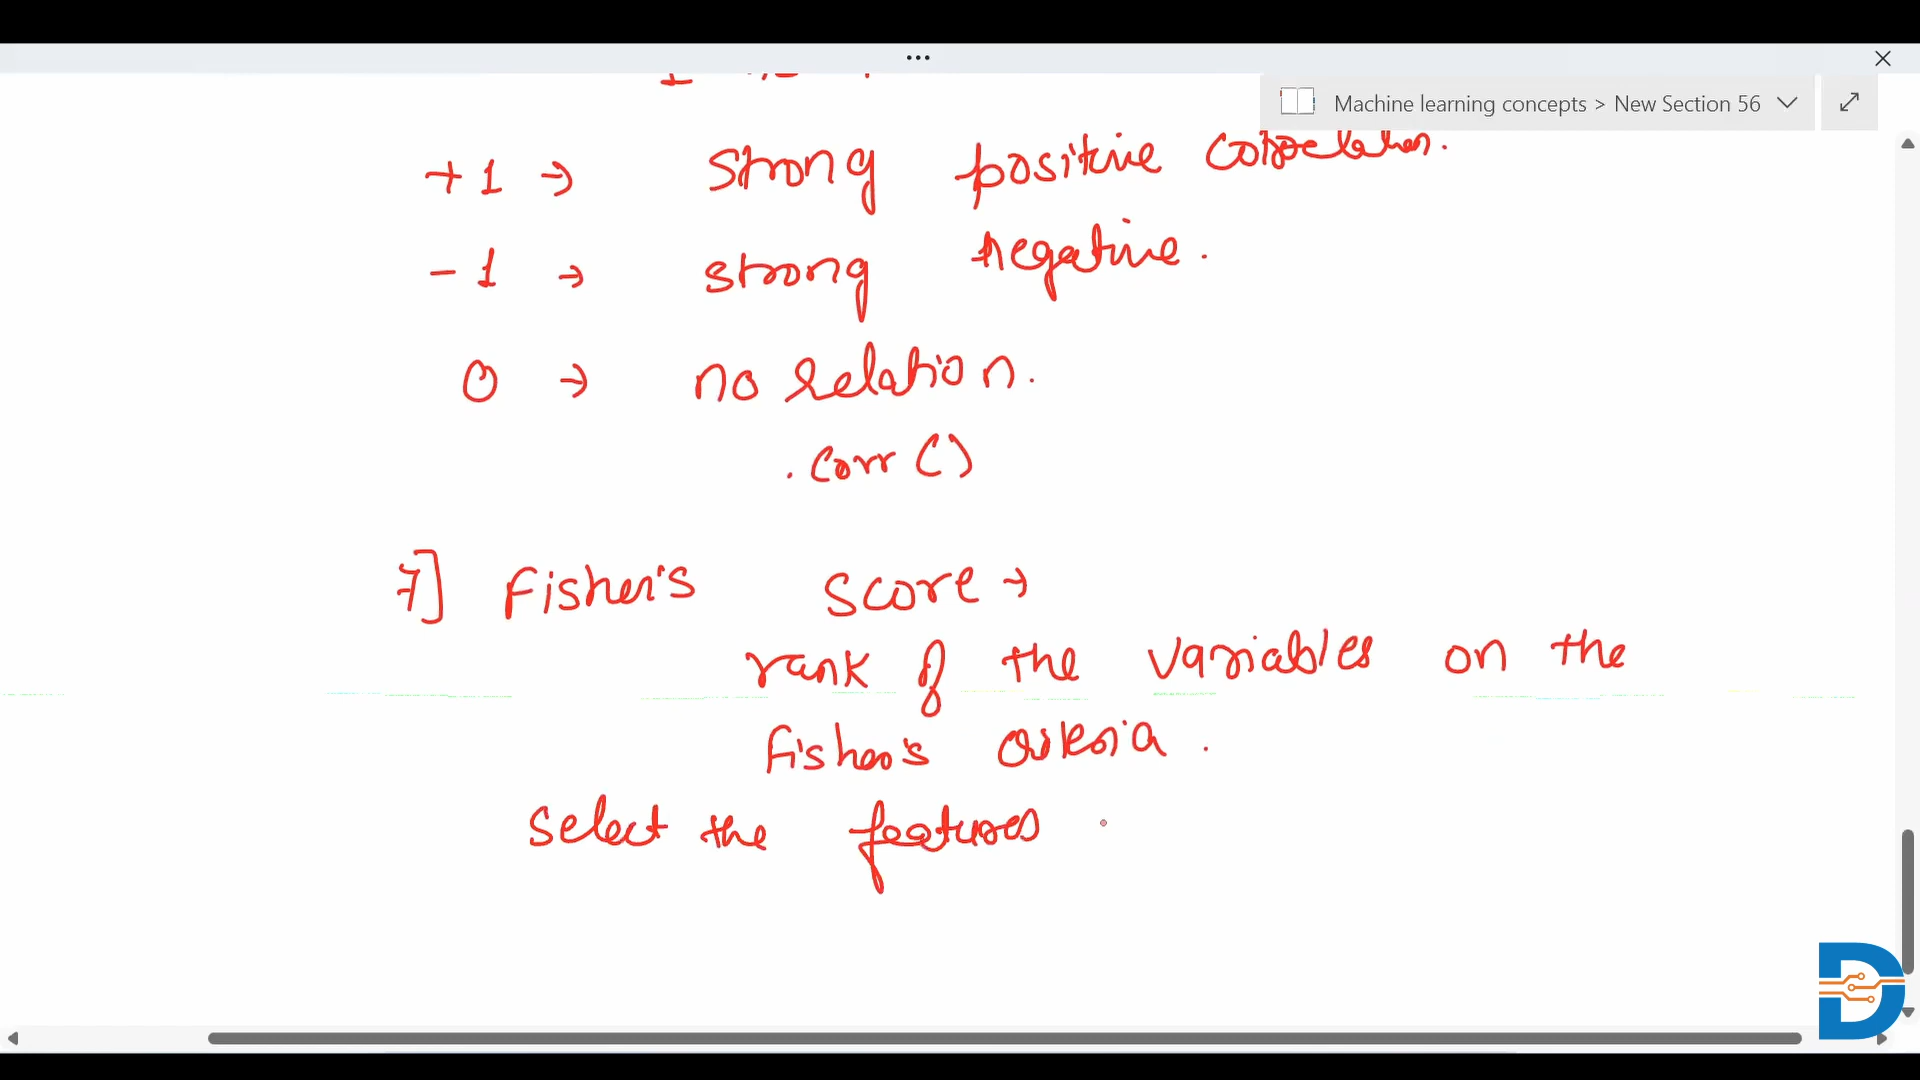 Machine learning concepts > New Section 56
+1 → strong positive correlation.
-1 → strong negative.
0 → no relation.
.corr()
7] Fisher's score →
rank of the variables on the
Fisher's criteria.
select the features